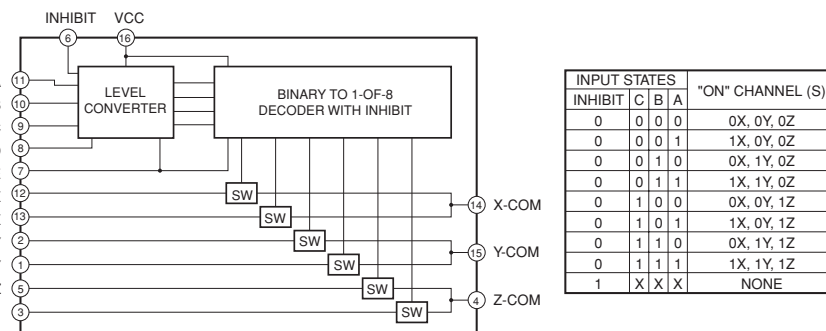 INHIBIT VCC
6 16
11
10
9
8
7
12
13
2
1
5
3
LEVEL
CONVERTER
BINARY TO 1-OF-8
DECODER WITH INHIBIT
SW
SW
SW
SW
SW
SW
14 X-COM
15 Y-COM
4 Z-COM
INPUT STATES "ON" CHANNEL (S)
INHIBIT C B A
0 0 0 0 0X, 0Y, 0Z
0 0 0 1 1X, 0Y, 0Z
0 0 1 0 0X, 1Y, 0Z
0 0 1 1 1X, 1Y, 0Z
0 1 0 0 0X, 0Y, 1Z
0 1 0 1 1X, 0Y, 1Z
0 1 1 0 0X, 1Y, 1Z
0 1 1 1 1X, 1Y, 1Z
1 X X X NONE